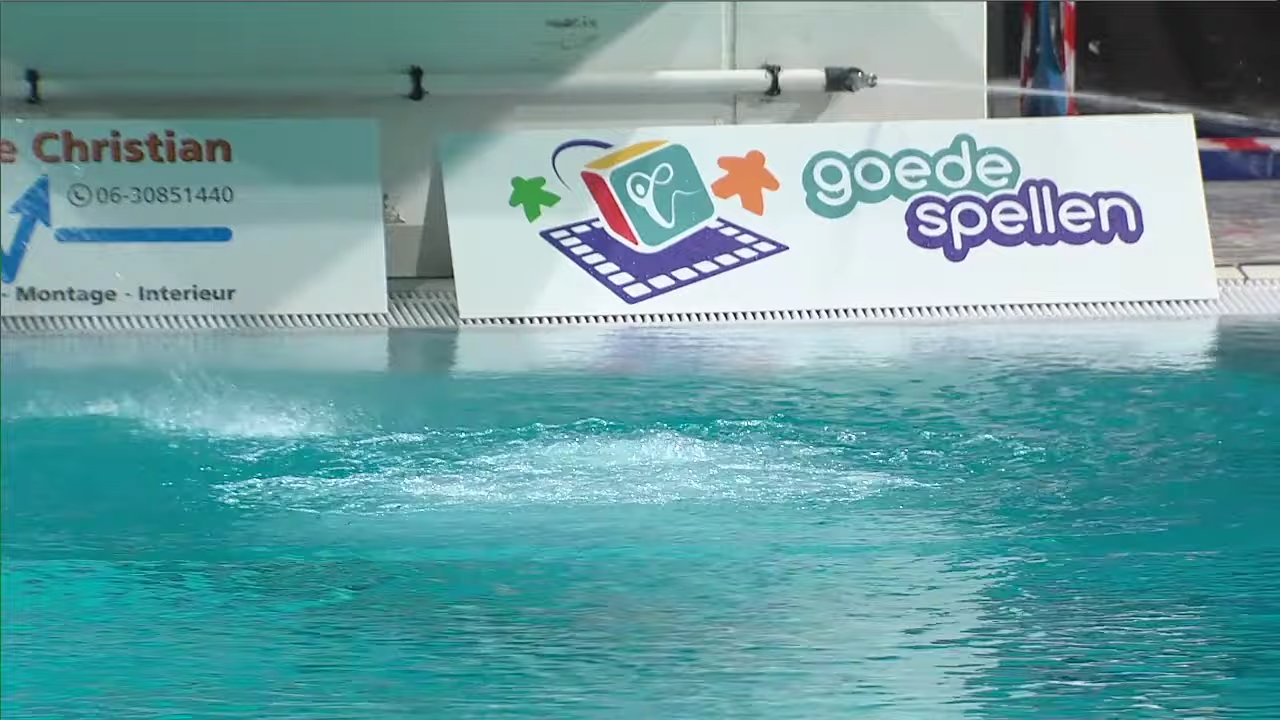 e Christian
06-30851440
- Montage - Interieur
goede
spellen